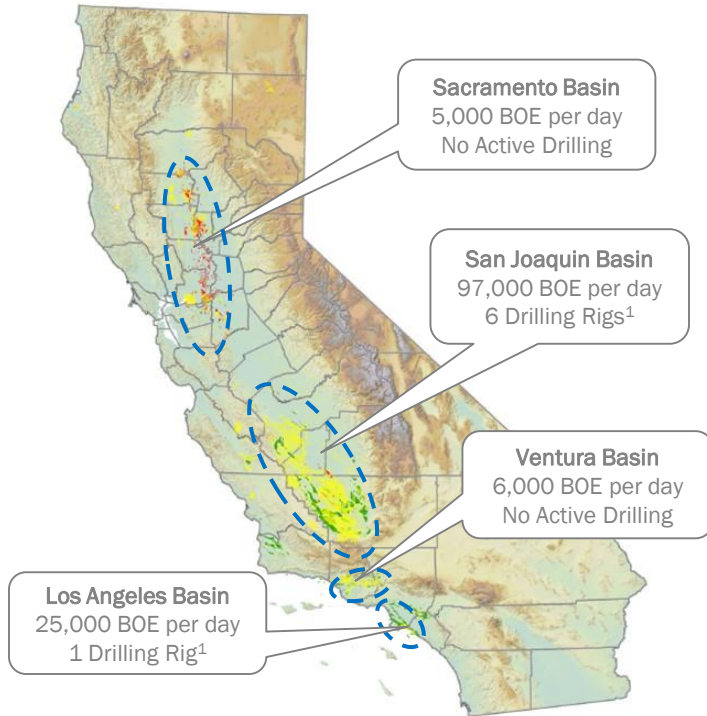 Sacramento Basin
5,000 BOE per day
No Active Drilling
San Joaquin Basin
97,000 BOE per day
6 Drilling Rigs¹
Ventura Basin
6,000 BOE per day
No Active Drilling
Los Angeles Basin
25,000 BOE per day
1 Drilling Rig¹